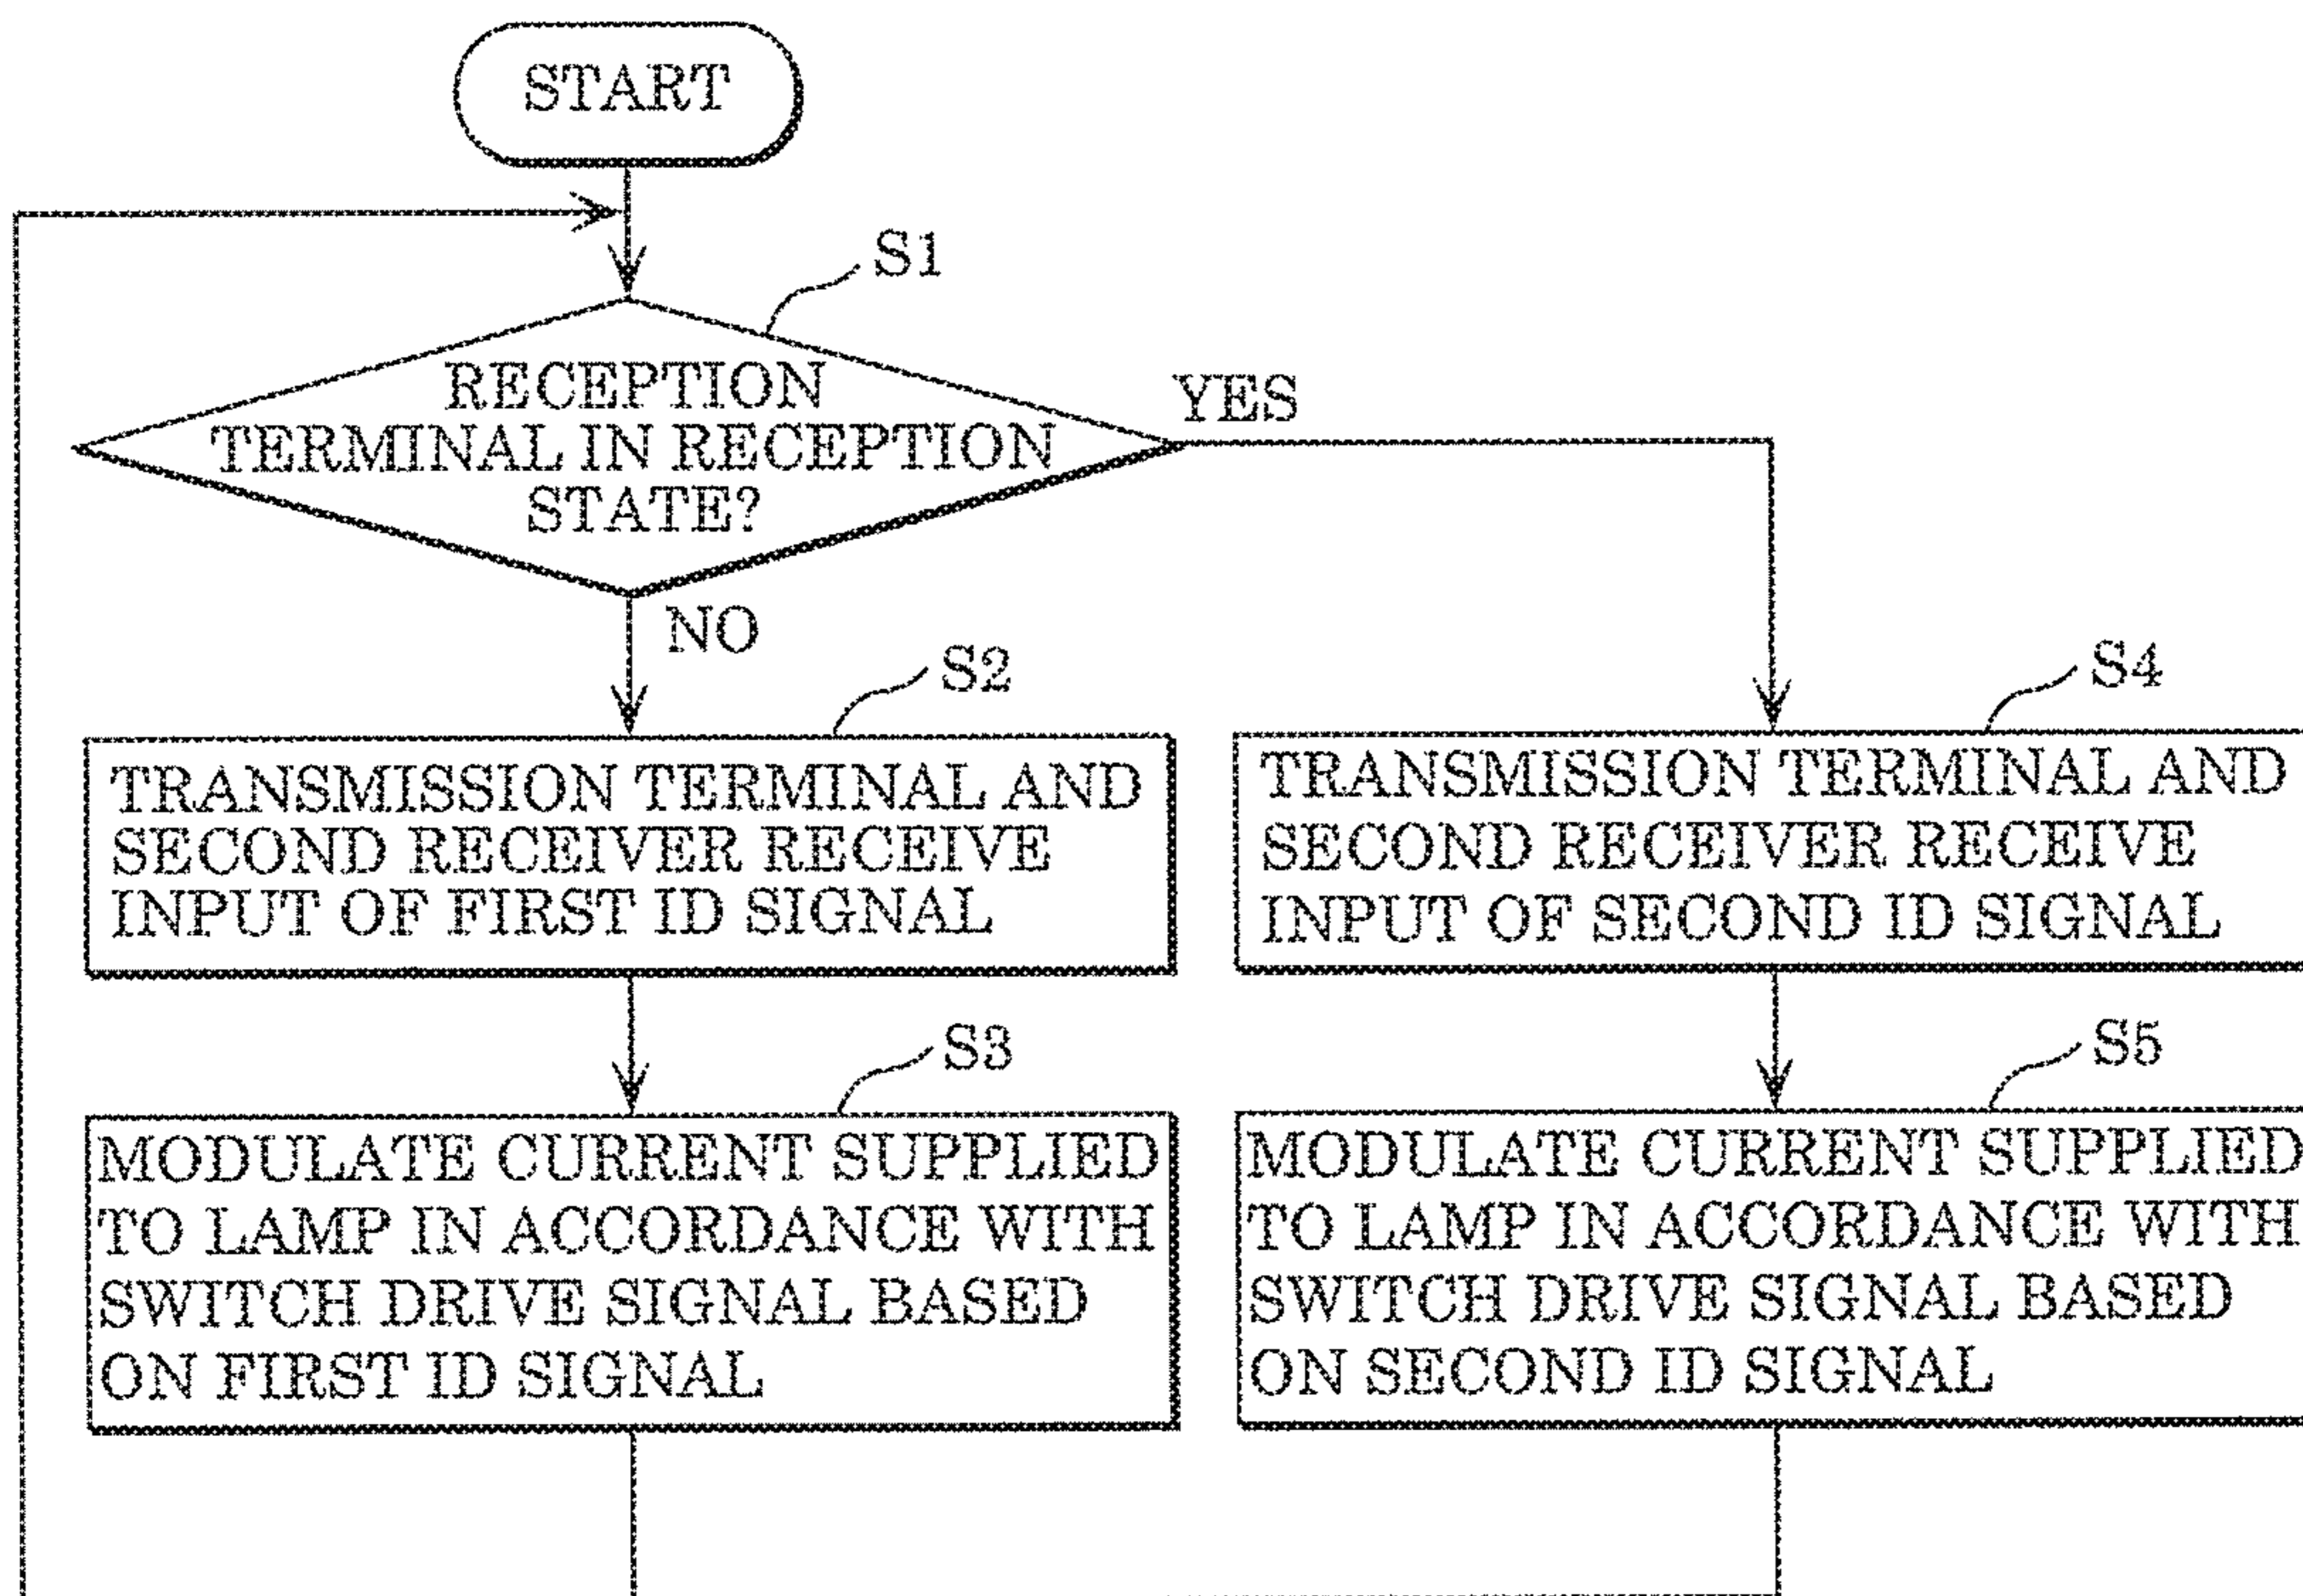 START
S1
RECEPTION
TERMINAL IN RECEPTION
STATE?
YES
NO
S2
TRANSMISSION TERMINAL AND
SECOND RECEIVER RECEIVE
INPUT OF FIRST ID SIGNAL
S4
TRANSMISSION TERMINAL AND
SECOND RECEIVER RECEIVE
INPUT OF SECOND ID SIGNAL
S3
MODULATE CURRENT SUPPLIED
TO LAMP IN ACCORDANCE WITH
SWITCH DRIVE SIGNAL BASED
ON FIRST ID SIGNAL
S5
MODULATE CURRENT SUPPLIED
TO LAMP IN ACCORDANCE WITH
SWITCH DRIVE SIGNAL BASED
ON SECOND ID SIGNAL